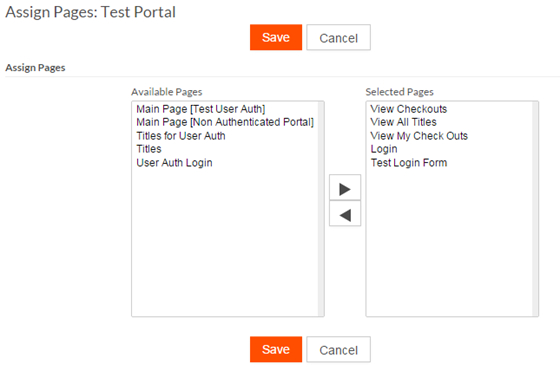 Assign Pages: Test Portal
Save Cancel
Assign Pages
Available Pages Selected Pages
Main Page [Test User Auth]
Main Page [Non Authenticated Portal]
Titles for User Auth
Titles
User Auth Login
View Checkouts
View All Titles
View My Check Outs
Login
Test Login Form
Save Cancel